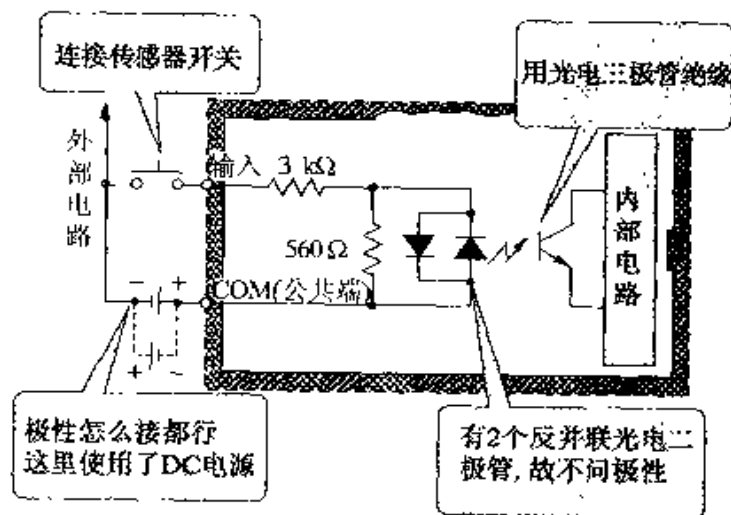 连接传感器开关
用光电三极管绝缘
外部电路
输入 3 kΩ
560Ω
内部电路
COM(公共端)
- +
+ -
极性怎么接都行
这里使用了DC电源
有2个反并联光电二
极管,故不问极性